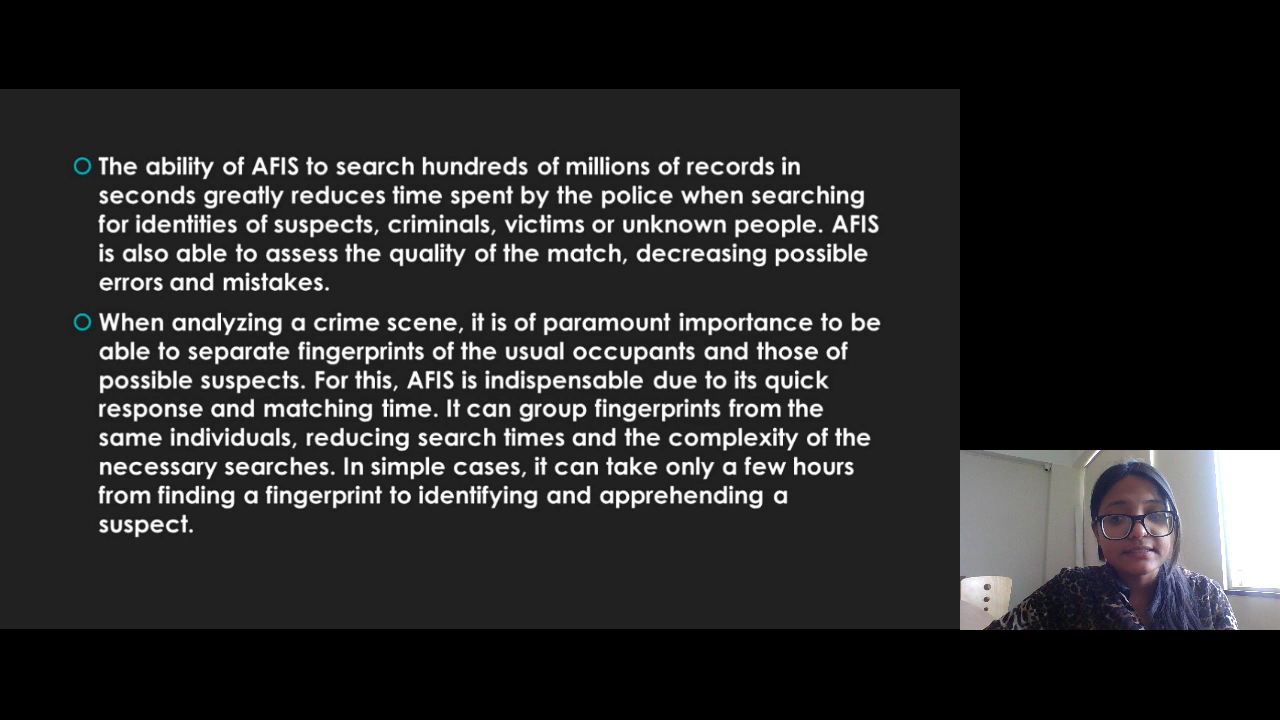 The ability of AFIS to search hundreds of millions of records in
seconds greatly reduces time spent by the police when searching
for identities of suspects, criminals, victims or unknown people. AFIS
is also able to assess the quality of the match, decreasing possible
errors and mistakes.
When analyzing a crime scene, it is of paramount importance to be
able to separate fingerprints of the usual occupants and those of
possible suspects. For this, AFIS is indispensable due to its quick
response and matching time. It can group fingerprints from the
same individuals, reducing search times and the complexity of the
necessary searches. In simple cases, it can take only a few hours
from finding a fingerprint to identifying and apprehending a
suspect.